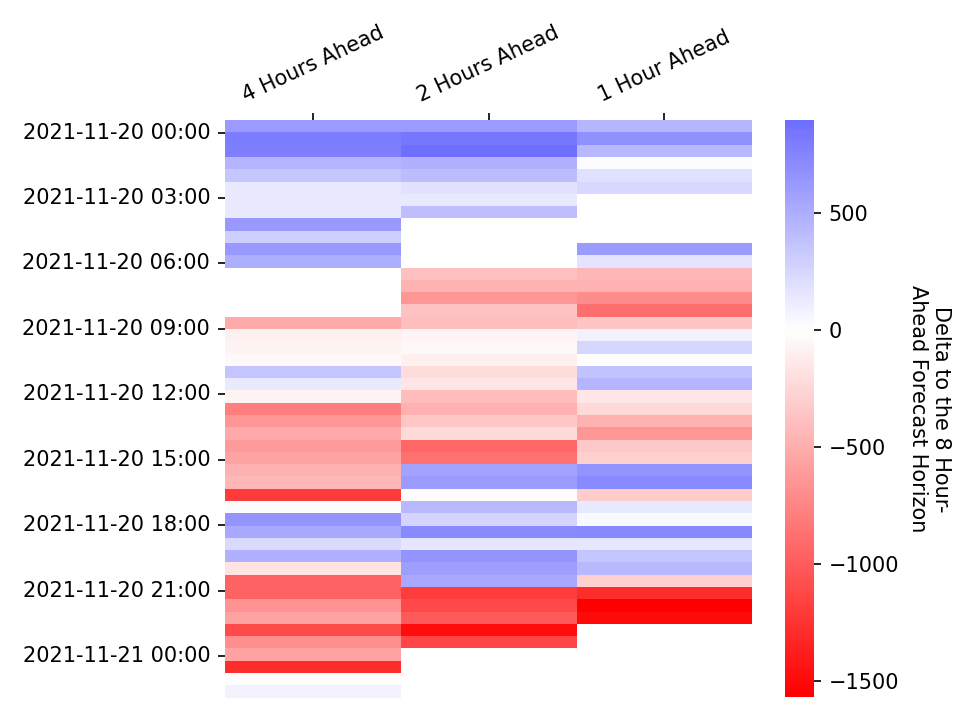 4 Hours Ahead
2 Hours Ahead
1 Hour Ahead
2021-11-20 00:00
2021-11-20 03:00
2021-11-20 06:00
2021-11-20 09:00
2021-11-20 12:00
2021-11-20 15:00
2021-11-20 18:00
2021-11-20 21:00
2021-11-21 00:00
500
0
−500
−1000
−1500
Delta to the 8 Hour-
Ahead Forecast Horizon